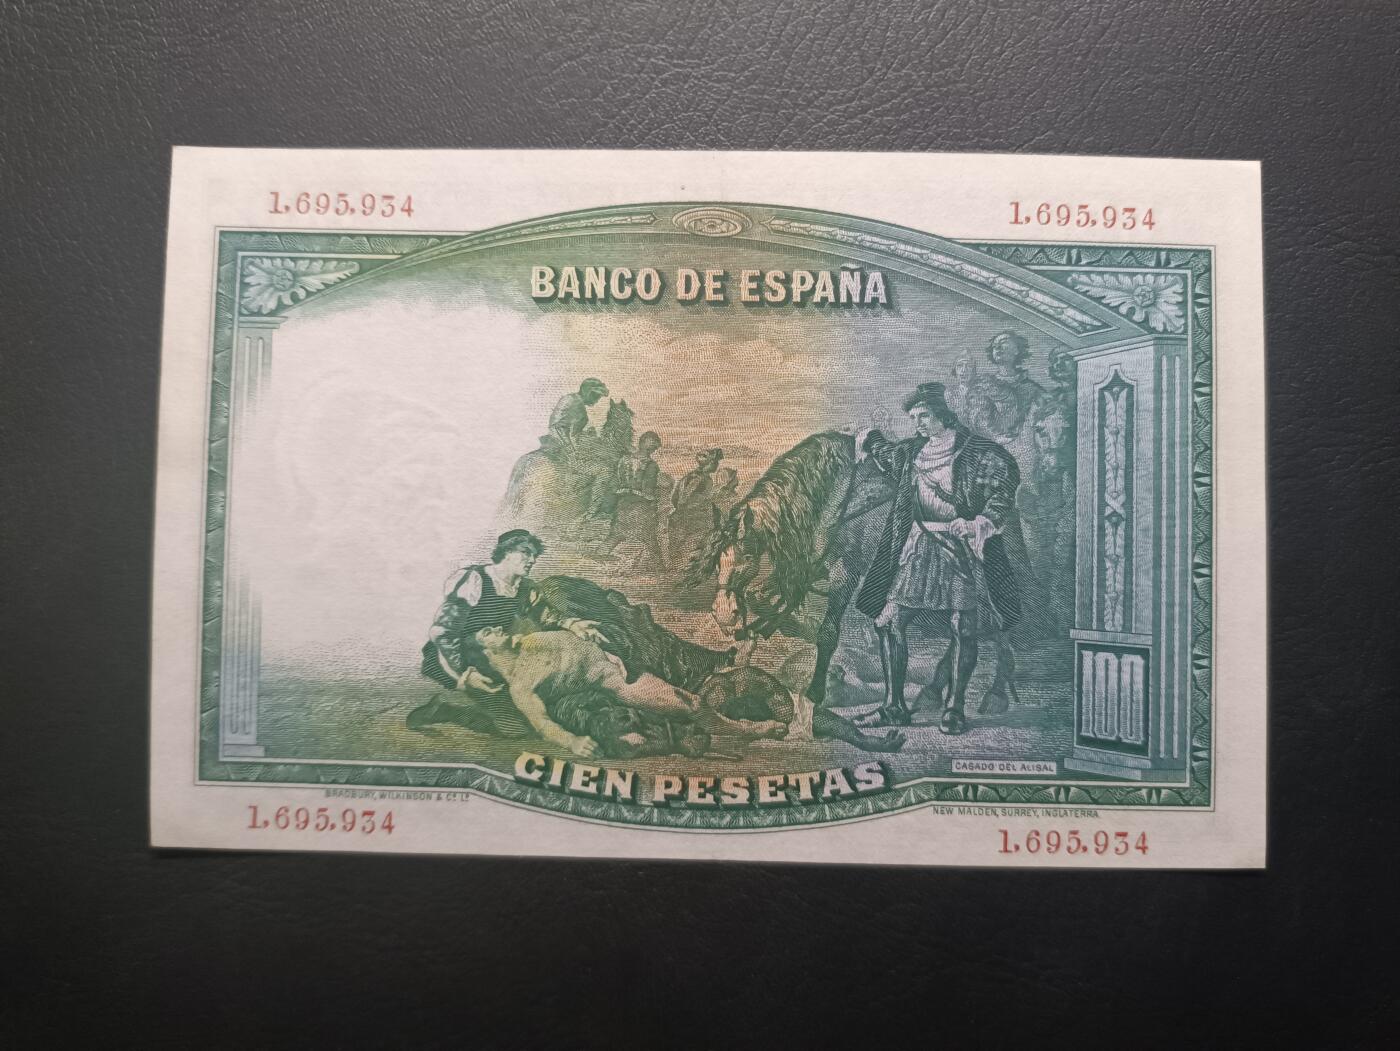 1,695,934
1,695,934
BANCO DE ESPAÑA
100
CASADO DEL ALISAL
CIEN PESETAS
BRADBURY, WILKINSON & Cº Lº
NEW MALDEN, SURREY, INGLATERRA.
1,695,934
1,695,934